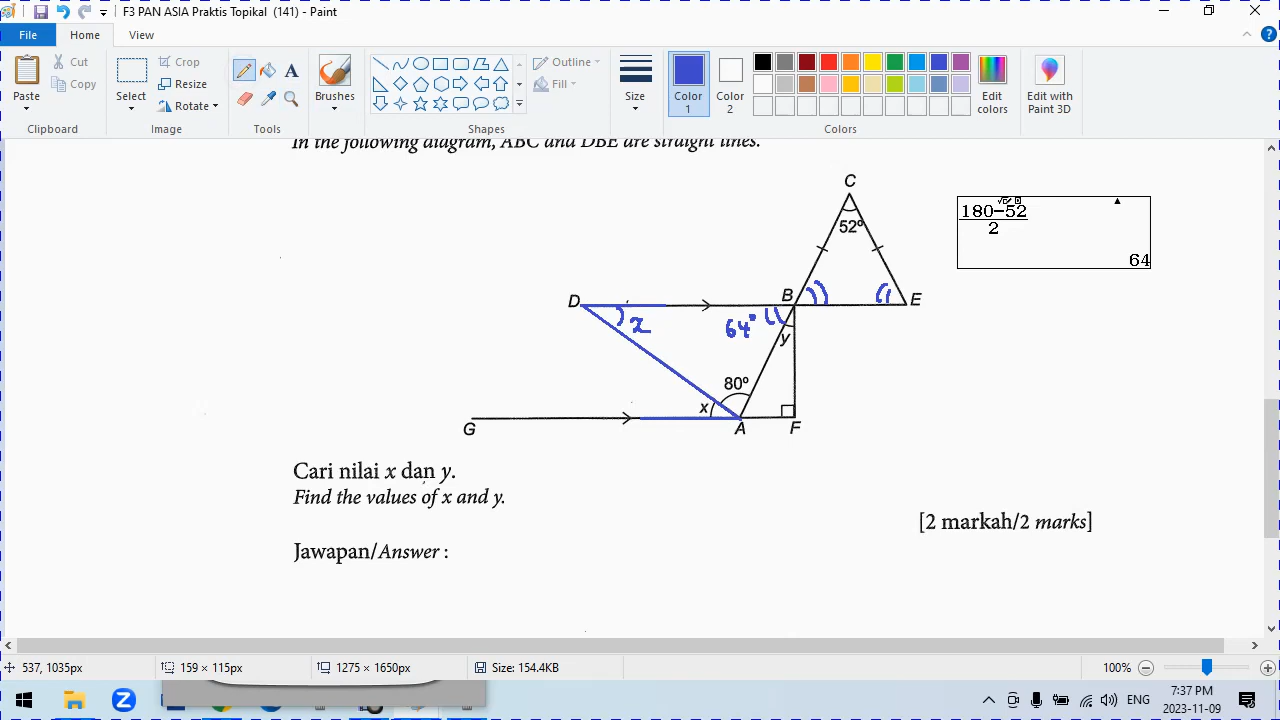 F3 PAN ASIA Praktis Topikal (141) - Paint
File Home View
Paste Cut Copy Clipboard
Select Crop Resize Rotate Image
Tools
Brushes
Outline Fill Shapes
Size
Color 1 Color 2 Edit colors Colors
Edit with Paint 3D
In the following diagram, ABC and DBE are straight lines.
C
52º
180–52
2
64
D B E
x 64° y
80º
x
G A F
Cari nilai x dan y.
Find the values of x and y.
[2 markah/2 marks]
Jawapan/Answer :
537, 1035px 159 × 115px 1275 × 1650px Size: 154.4KB 100%
ENG 7:37 PM
2023-11-09